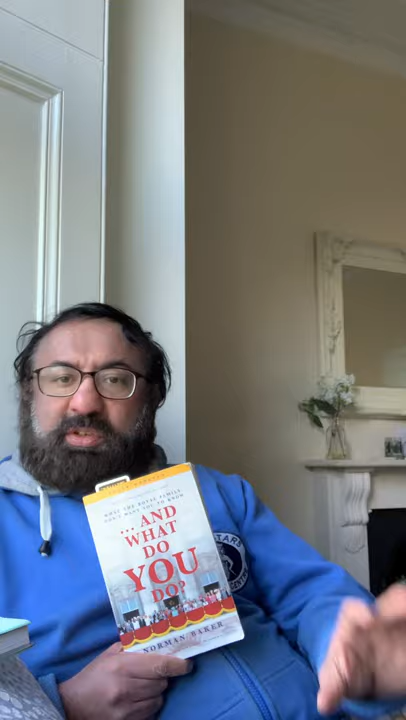 WHAT THE ROYAL FAMILY
DON'T WANT YOU TO KNOW
... AND
WHAT
DO
YOU
DO?
NORMAN BAKER